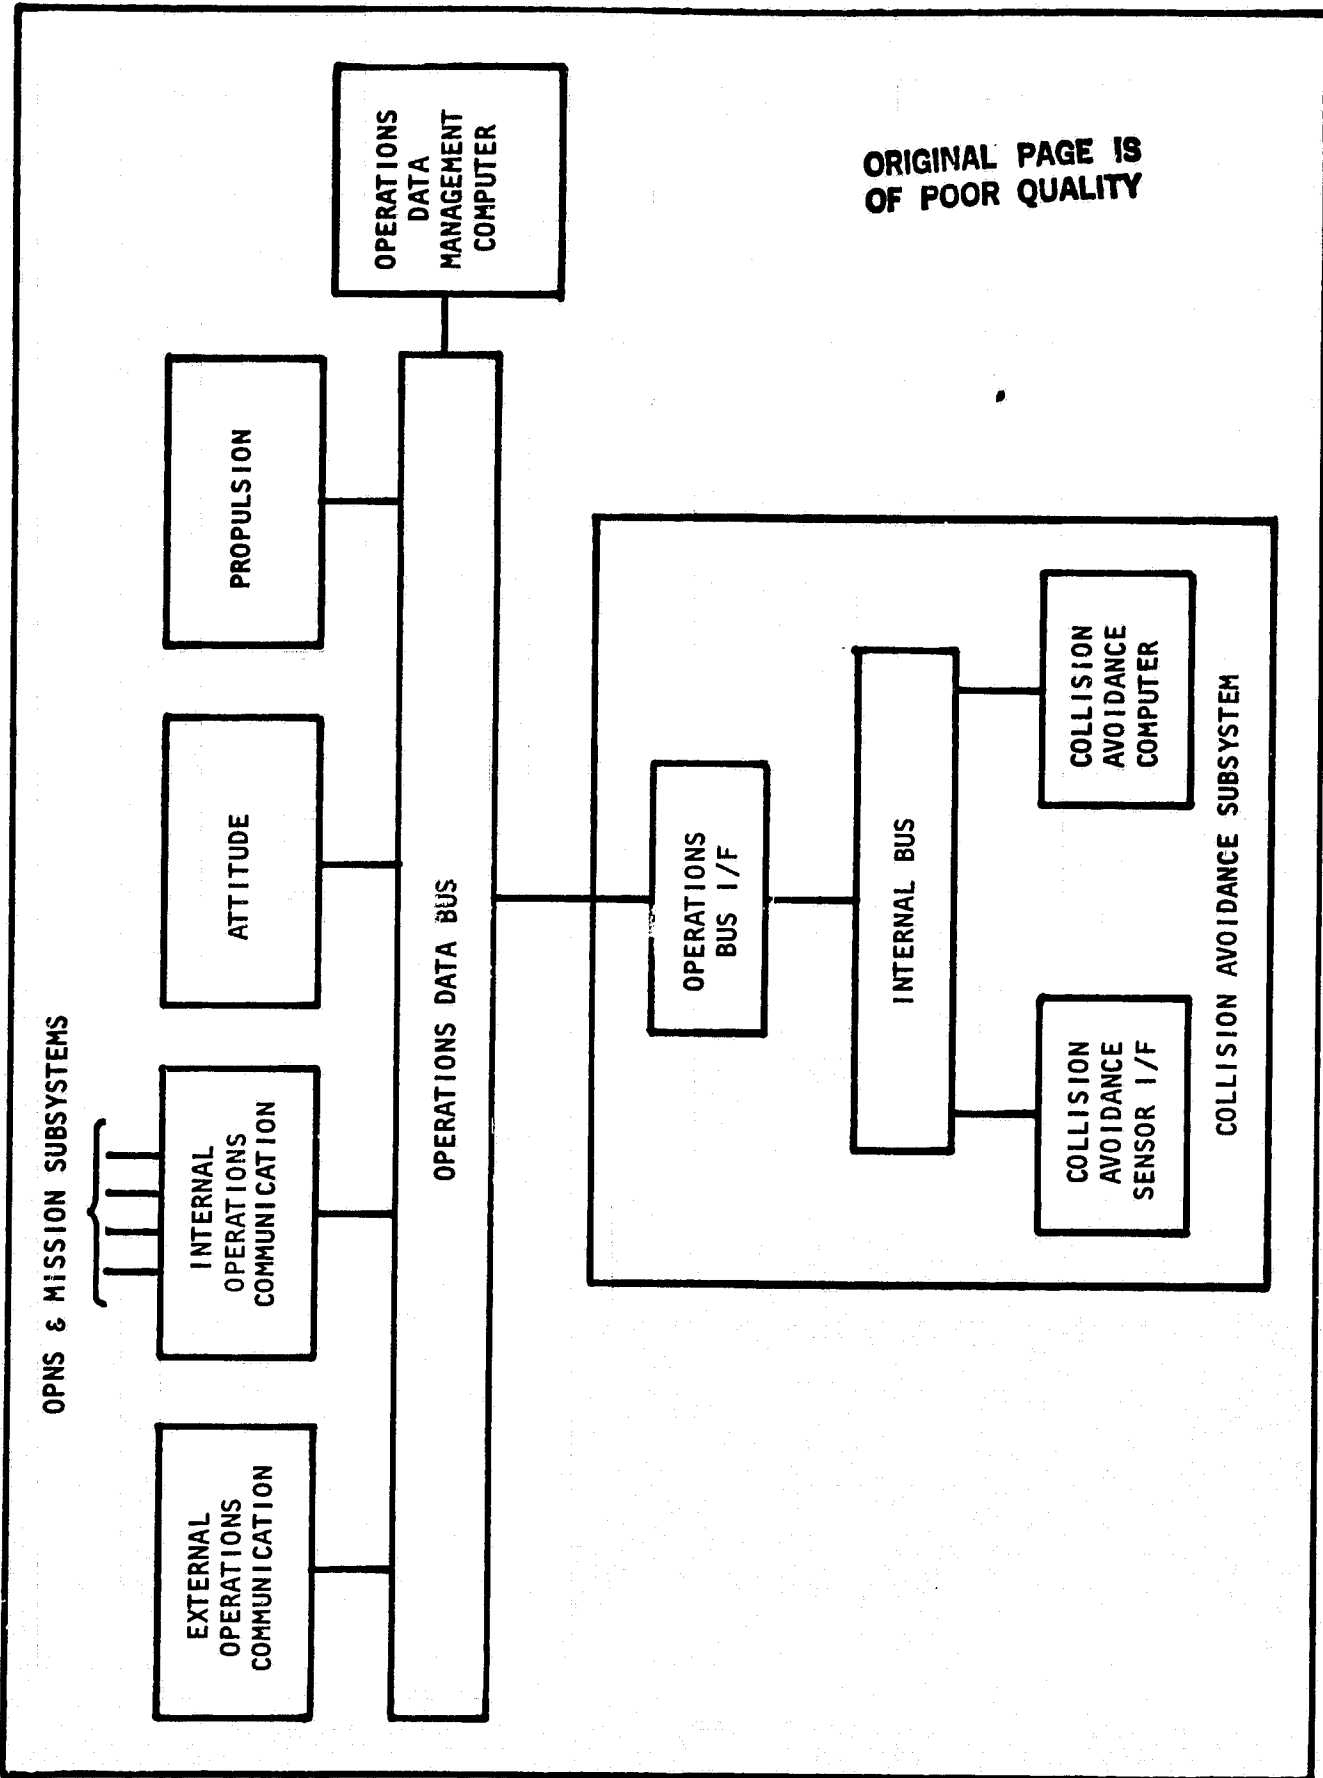 ORIGINAL PAGE IS
OF POOR QUALITY
OPNS & MISSION SUBSYSTEMS
EXTERNAL
OPERATIONS
COMMUNICATION
INTERNAL
OPERATIONS
COMMUNICATION
ATTITUDE
PROPULSION
OPERATIONS
DATA
MANAGEMENT
COMPUTER
OPERATIONS DATA BUS
OPERATIONS
BUS I/F
INTERNAL BUS
COLLISION
AVOIDANCE
SENSOR I/F
COLLISION
AVOIDANCE
COMPUTER
COLLISION AVOIDANCE SUBSYSTEM